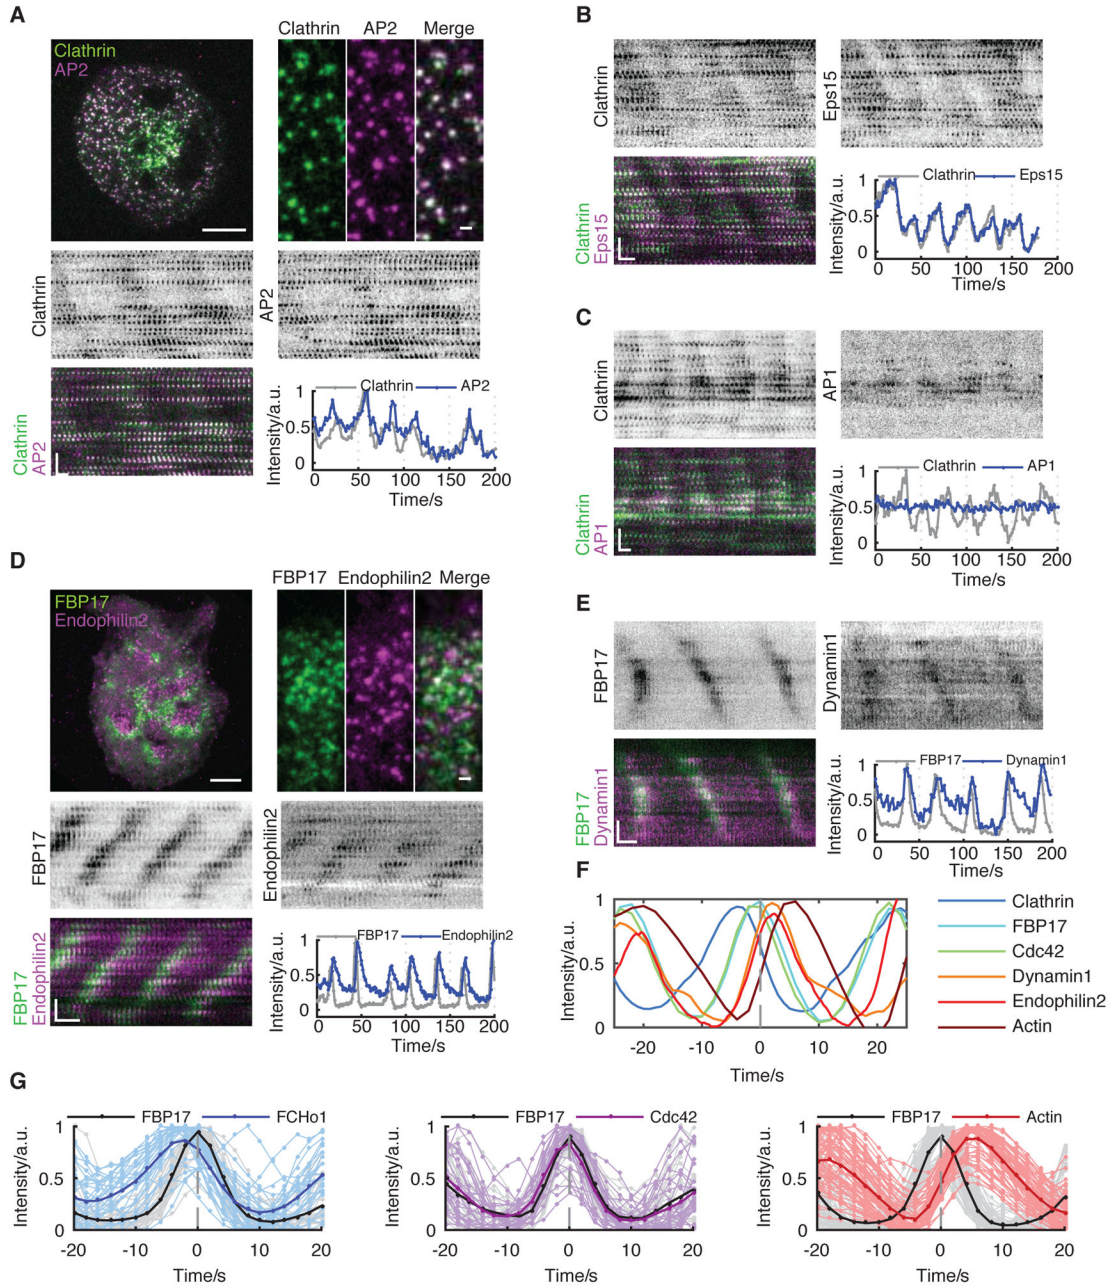 A
Clathrin
AP2
Clathrin AP2 Merge
Clathrin
AP2
Clathrin
AP2
Clathrin AP2
Intensity/a.u.
1
0.5
0
0 50 100 150 200
Time/s
B
Clathrin
Eps15
Clathrin
Eps15
Clathrin Eps15
Intensity/a.u.
1
0.5
0
0 50 100 150 200
Time/s
C
Clathrin
AP1
Clathrin
AP1
Clathrin AP1
Intensity/a.u.
1
0.5
0
0 50 100 150 200
Time/s
D
FBP17
Endophilin2
FBP17 Endophilin2 Merge
FBP17
Endophilin2
FBP17
Endophilin2
FBP17 Endophilin2
Intensity/a.u.
1
0.5
0
0 50 100 150 200
Time/s
E
FBP17
Dynamin1
FBP17
Dynamin1
FBP17 Dynamin1
Intensity/a.u.
1
0.5
0
0 50 100 150 200
Time/s
F
Intensity/a.u.
1
0.5
0
-20 -10 0 10 20
Time/s
Clathrin
FBP17
Cdc42
Dynamin1
Endophilin2
Actin
G
FBP17 FCHo1
Intensity/a.u.
1
0.5
0
-20 -10 0 10 20
Time/s
FBP17 Cdc42
Intensity/a.u.
1
0.5
0
-20 -10 0 10 20
Time/s
FBP17 Actin
Intensity/a.u.
1
0.5
0
-20 -10 0 10 20
Time/s